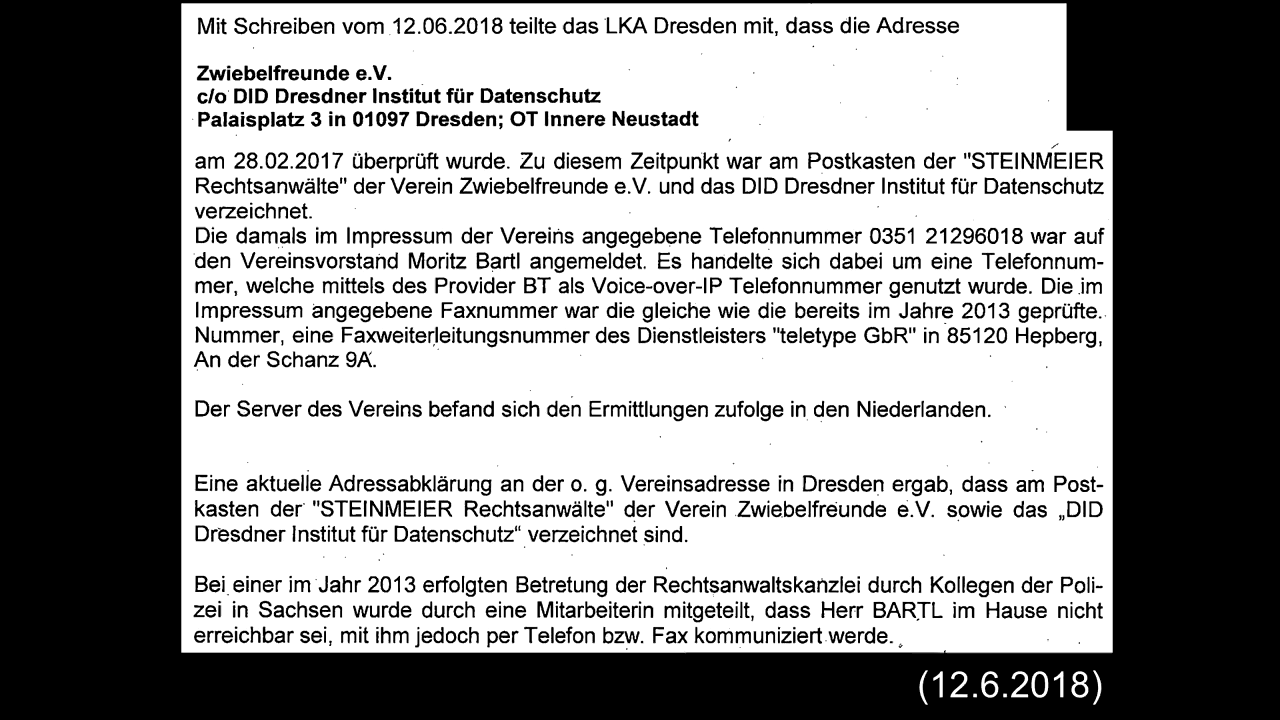 Mit Schreiben vom 12.06.2018 teilte das LKA Dresden mit, dass die Adresse
Zwiebelfreunde e.V.
c/o DID Dresdner Institut für Datenschutz
Palaisplatz 3 in 01097 Dresden; OT Innere Neustadt
am 28.02.2017 überprüft wurde. Zu diesem Zeitpunkt war am Postkasten der "STEINMEIER
Rechtsanwälte" der Verein Zwiebelfreunde e.V. und das DID Dresdner Institut für Datenschutz
verzeichnet.
Die damals im Impressum der Vereins angegebene Telefonnummer 0351 21296018 war auf
den Vereinsvorstand Moritz Bartl angemeldet. Es handelte sich dabei um eine Telefonnum-
mer, welche mittels des Provider BT als Voice-over-IP Telefonnummer genutzt wurde. Die im
Impressum angegebene Faxnummer war die gleiche wie die bereits im Jahre 2013 geprüfte.
Nummer, eine Faxweiterleitungsnummer des Dienstleisters "teletype GbR" in 85120 Hepberg,
An der Schanz 9A.
Der Server des Vereins befand sich den Ermittlungen zufolge in den Niederlanden.
Eine aktuelle Adressabklärung an der o. g. Vereinsadresse in Dresden ergab, dass am Post-
kasten der "STEINMEIER Rechtsanwälte" der Verein Zwiebelfreunde e.V. sowie das „DID
Dresdner Institut für Datenschutz“ verzeichnet sind.
Bei einer im Jahr 2013 erfolgten Betretung der Rechtsanwaltskanzlei durch Kollegen der Poli-
zei in Sachsen wurde durch eine Mitarbeiterin mitgeteilt, dass Herr BARTL im Hause nicht
erreichbar sei, mit ihm jedoch per Telefon bzw. Fax kommuniziert werde.
(12.6.2018)